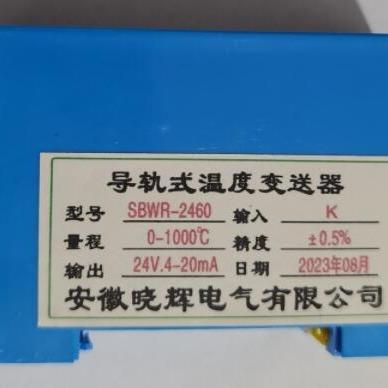 导轨式温度变送器
型号 SBWR-2460 输入 K
量程 0-1000℃ 精度 ±0.5%
输出 24V.4-20mA 日期 2023年08月
安徽晓辉电气有限公司